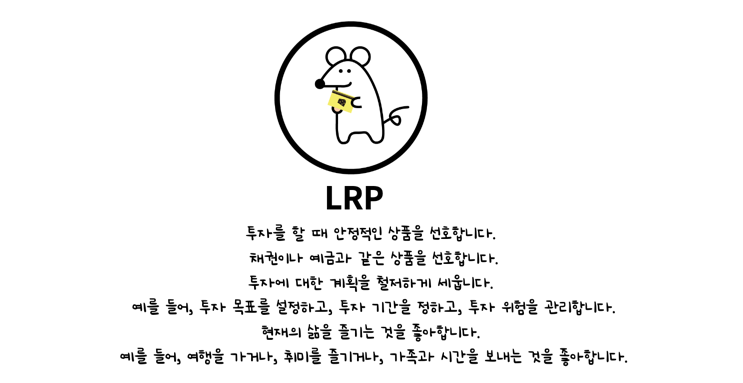 LRP
투자를 할 때 안정적인 상품을 선호합니다.
채권이나 예금과 같은 상품을 선호합니다.
투자에 대한 계획을 철저하게 세웁니다.
예를 들어, 투자 목표를 설정하고, 투자 기간을 정하고, 투자 위험을 관리합니다.
현재의 삶을 즐기는 것을 좋아합니다.
예를 들어, 여행을 가거나, 취미를 즐기거나, 가족과 시간을 보내는 것을 좋아합니다.